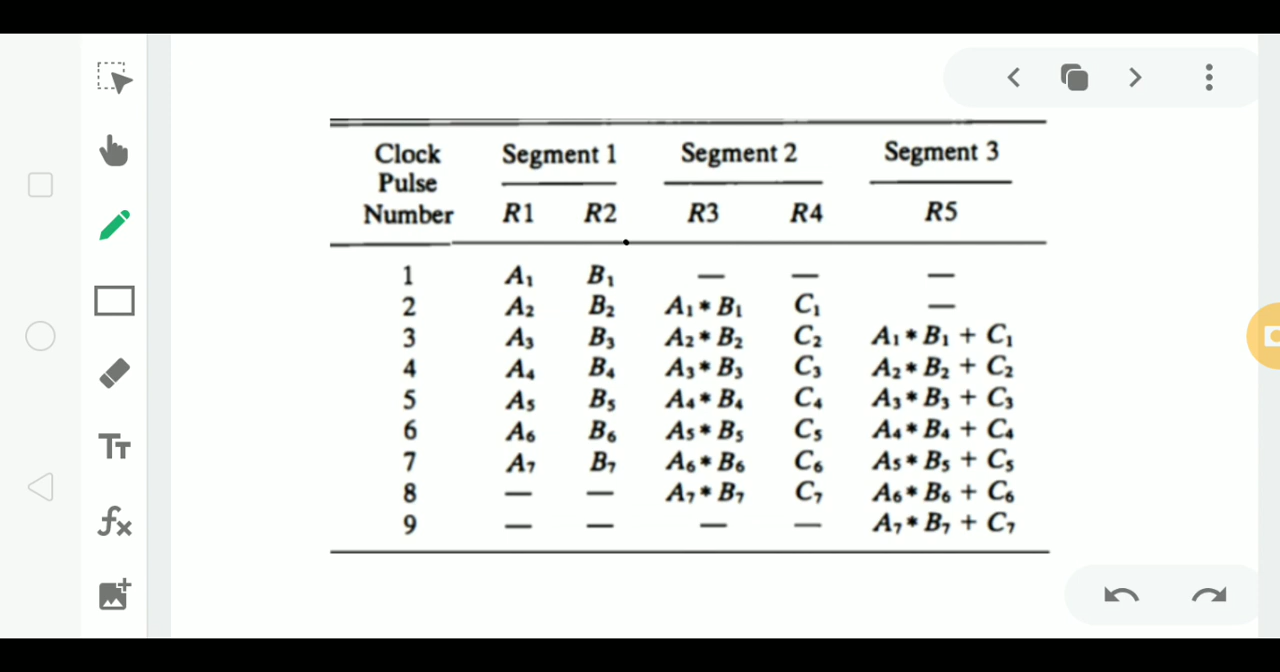 Clock Segment 1 Segment 2 Segment 3
Pulse
Number R1 R2 R3 R4 R5
1 A₁ B₁ — — —
2 A₂ B₂ A₁ * B₁ C₁ —
3 A₃ B₃ A₂ * B₂ C₂ A₁ * B₁ + C₁
4 A₄ B₄ A₃ * B₃ C₃ A₂ * B₂ + C₂
5 A₅ B₅ A₄ * B₄ C₄ A₃ * B₃ + C₃
6 A₆ B₆ A₅ * B₅ C₅ A₄ * B₄ + C₄
7 A₇ B₇ A₆ * B₆ C₆ A₅ * B₅ + C₅
8 — — A₇ * B₇ C₇ A₆ * B₆ + C₆
9 — — — — A₇ * B₇ + C₇
TT
fx